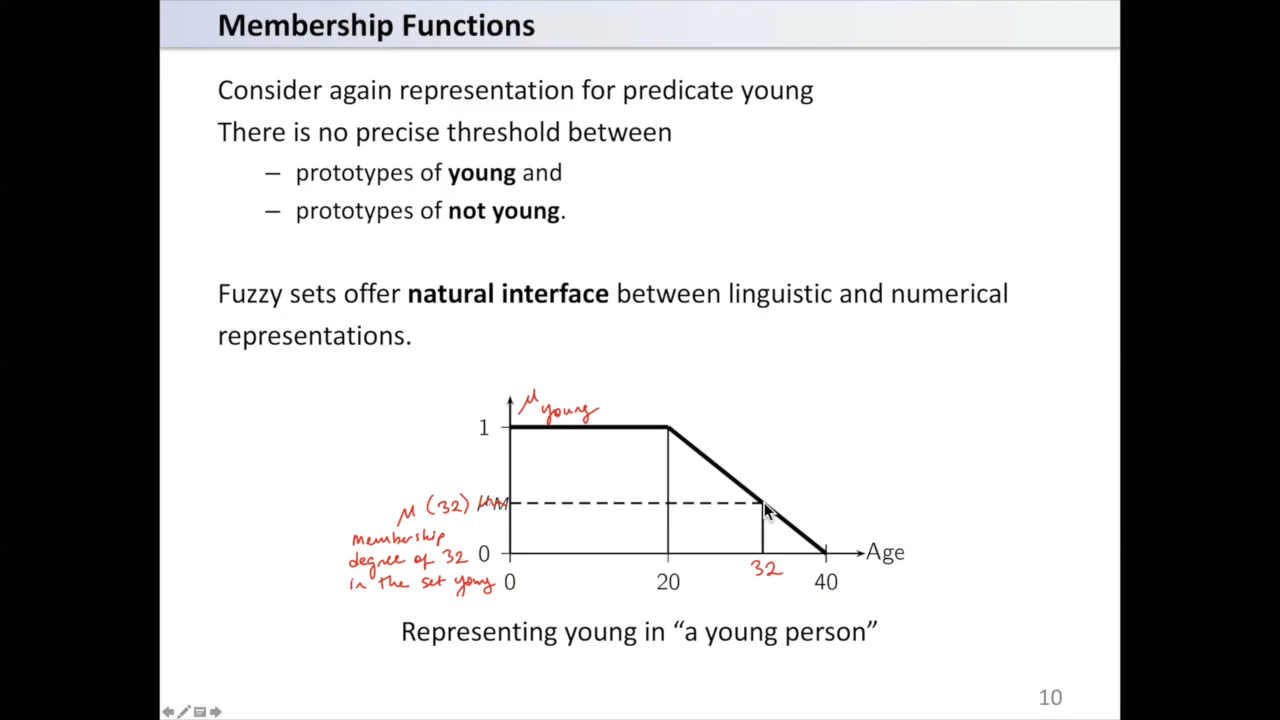 Membership Functions
Consider again representation for predicate young
There is no precise threshold between
– prototypes of young and
– prototypes of not young.
Fuzzy sets offer natural interface between linguistic and numerical
representations.
μ young
1
μ (32)
membership
degree of 32
in the set young
0
Age
0
20
32
40
Representing young in “a young person”
10